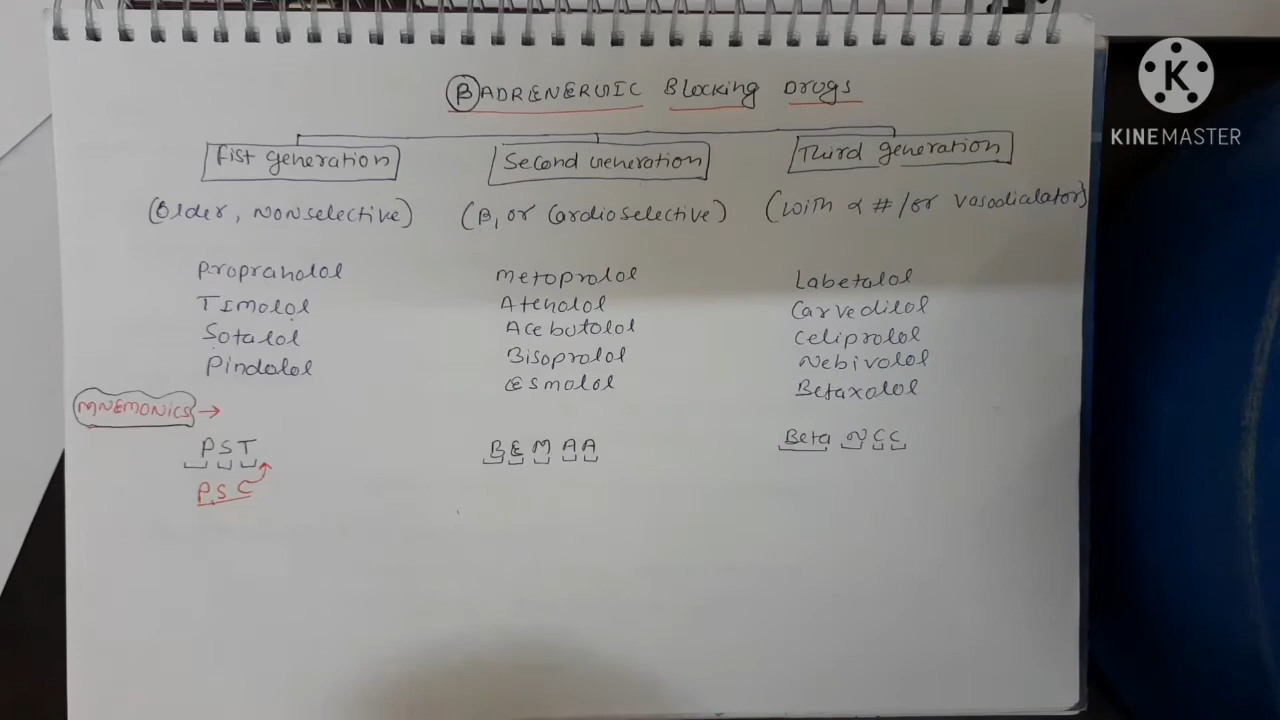 β ADRENERGIC Blocking Drugs
Fist generation
Second Generation
Third generation
(Older, Nonselective)
(β, or Cardioselective)
(with α #/or vasodialator)
Propranolol
Timolol
Sotalol
Pindolol
Metoprolol
Atenolol
Acebutolol
Bisoprolol
Esmolol
Labetalol
Carvedilol
Celiprolol
Nebivolol
Betaxolol
MNEMONICS →
PST
PSC
BEMAA
Beta N C C
K
KINEMASTER